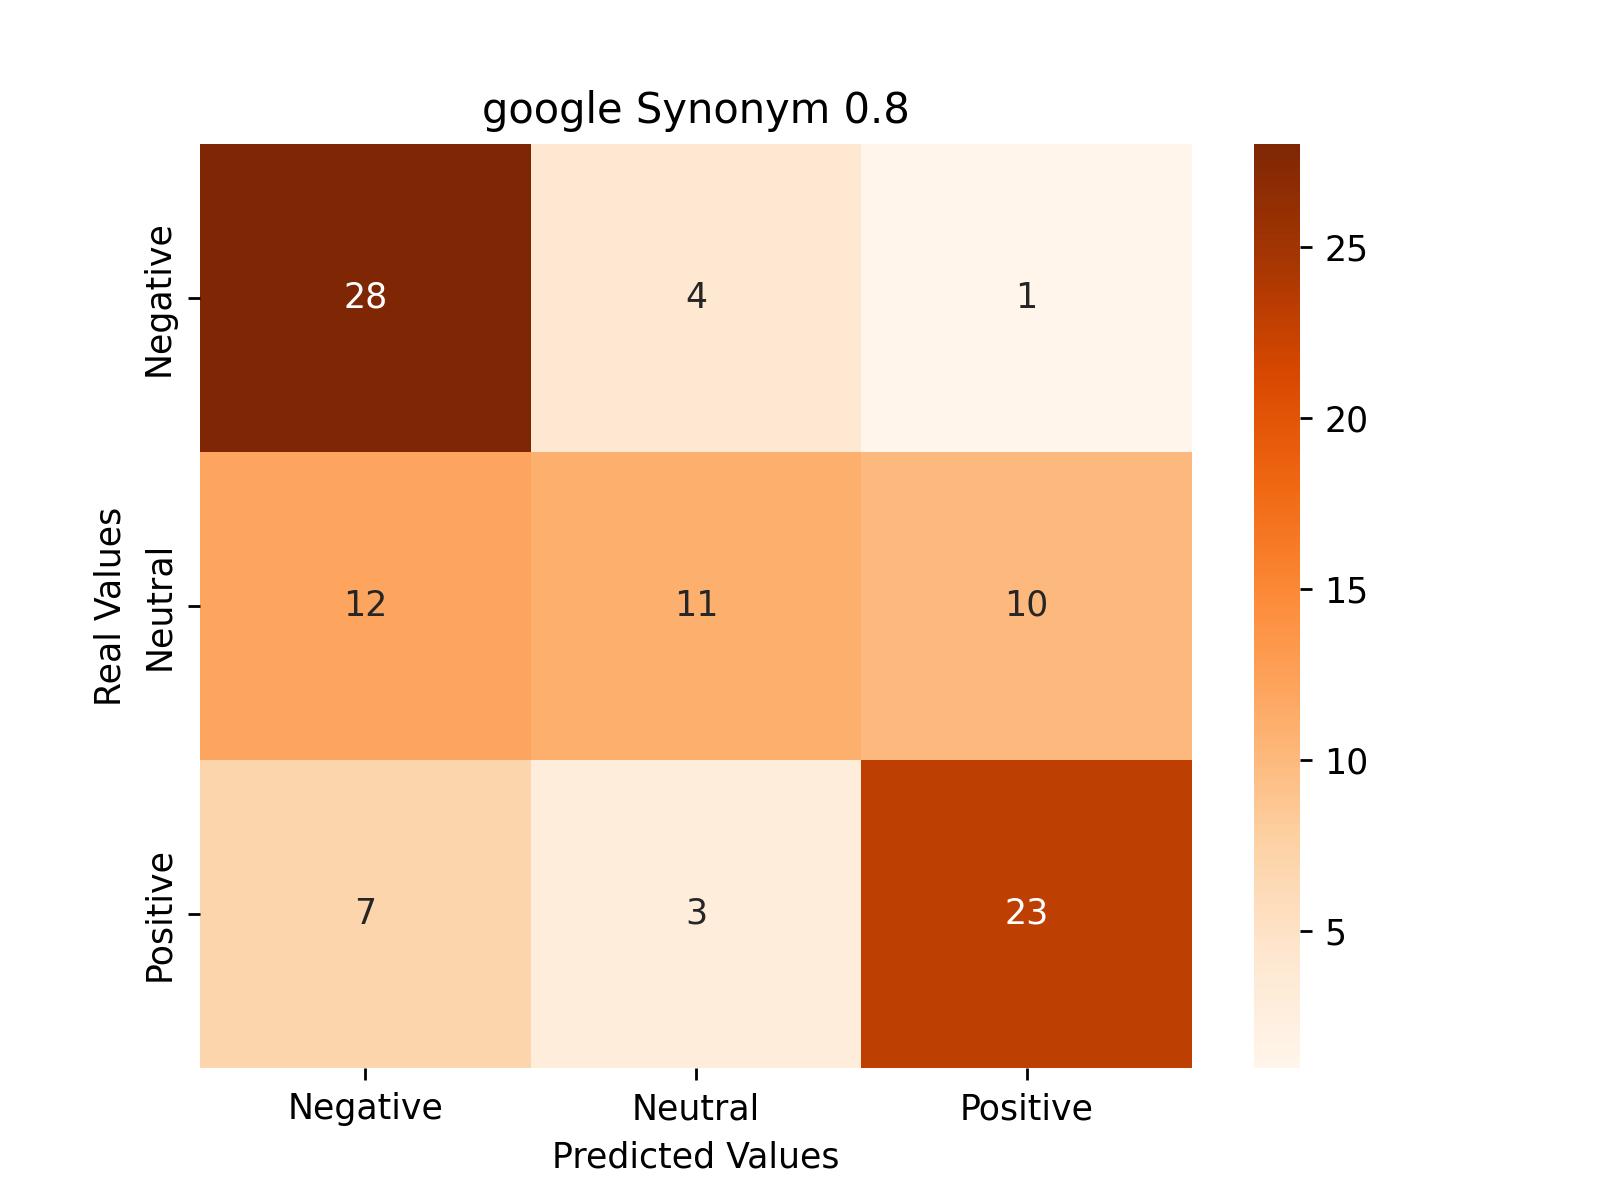 google Synonym 0.8
Real Values
Negative
28 4 1
Neutral
12 11 10
Positive
7 3 23
Negative Neutral Positive
Predicted Values
25
20
15
10
5